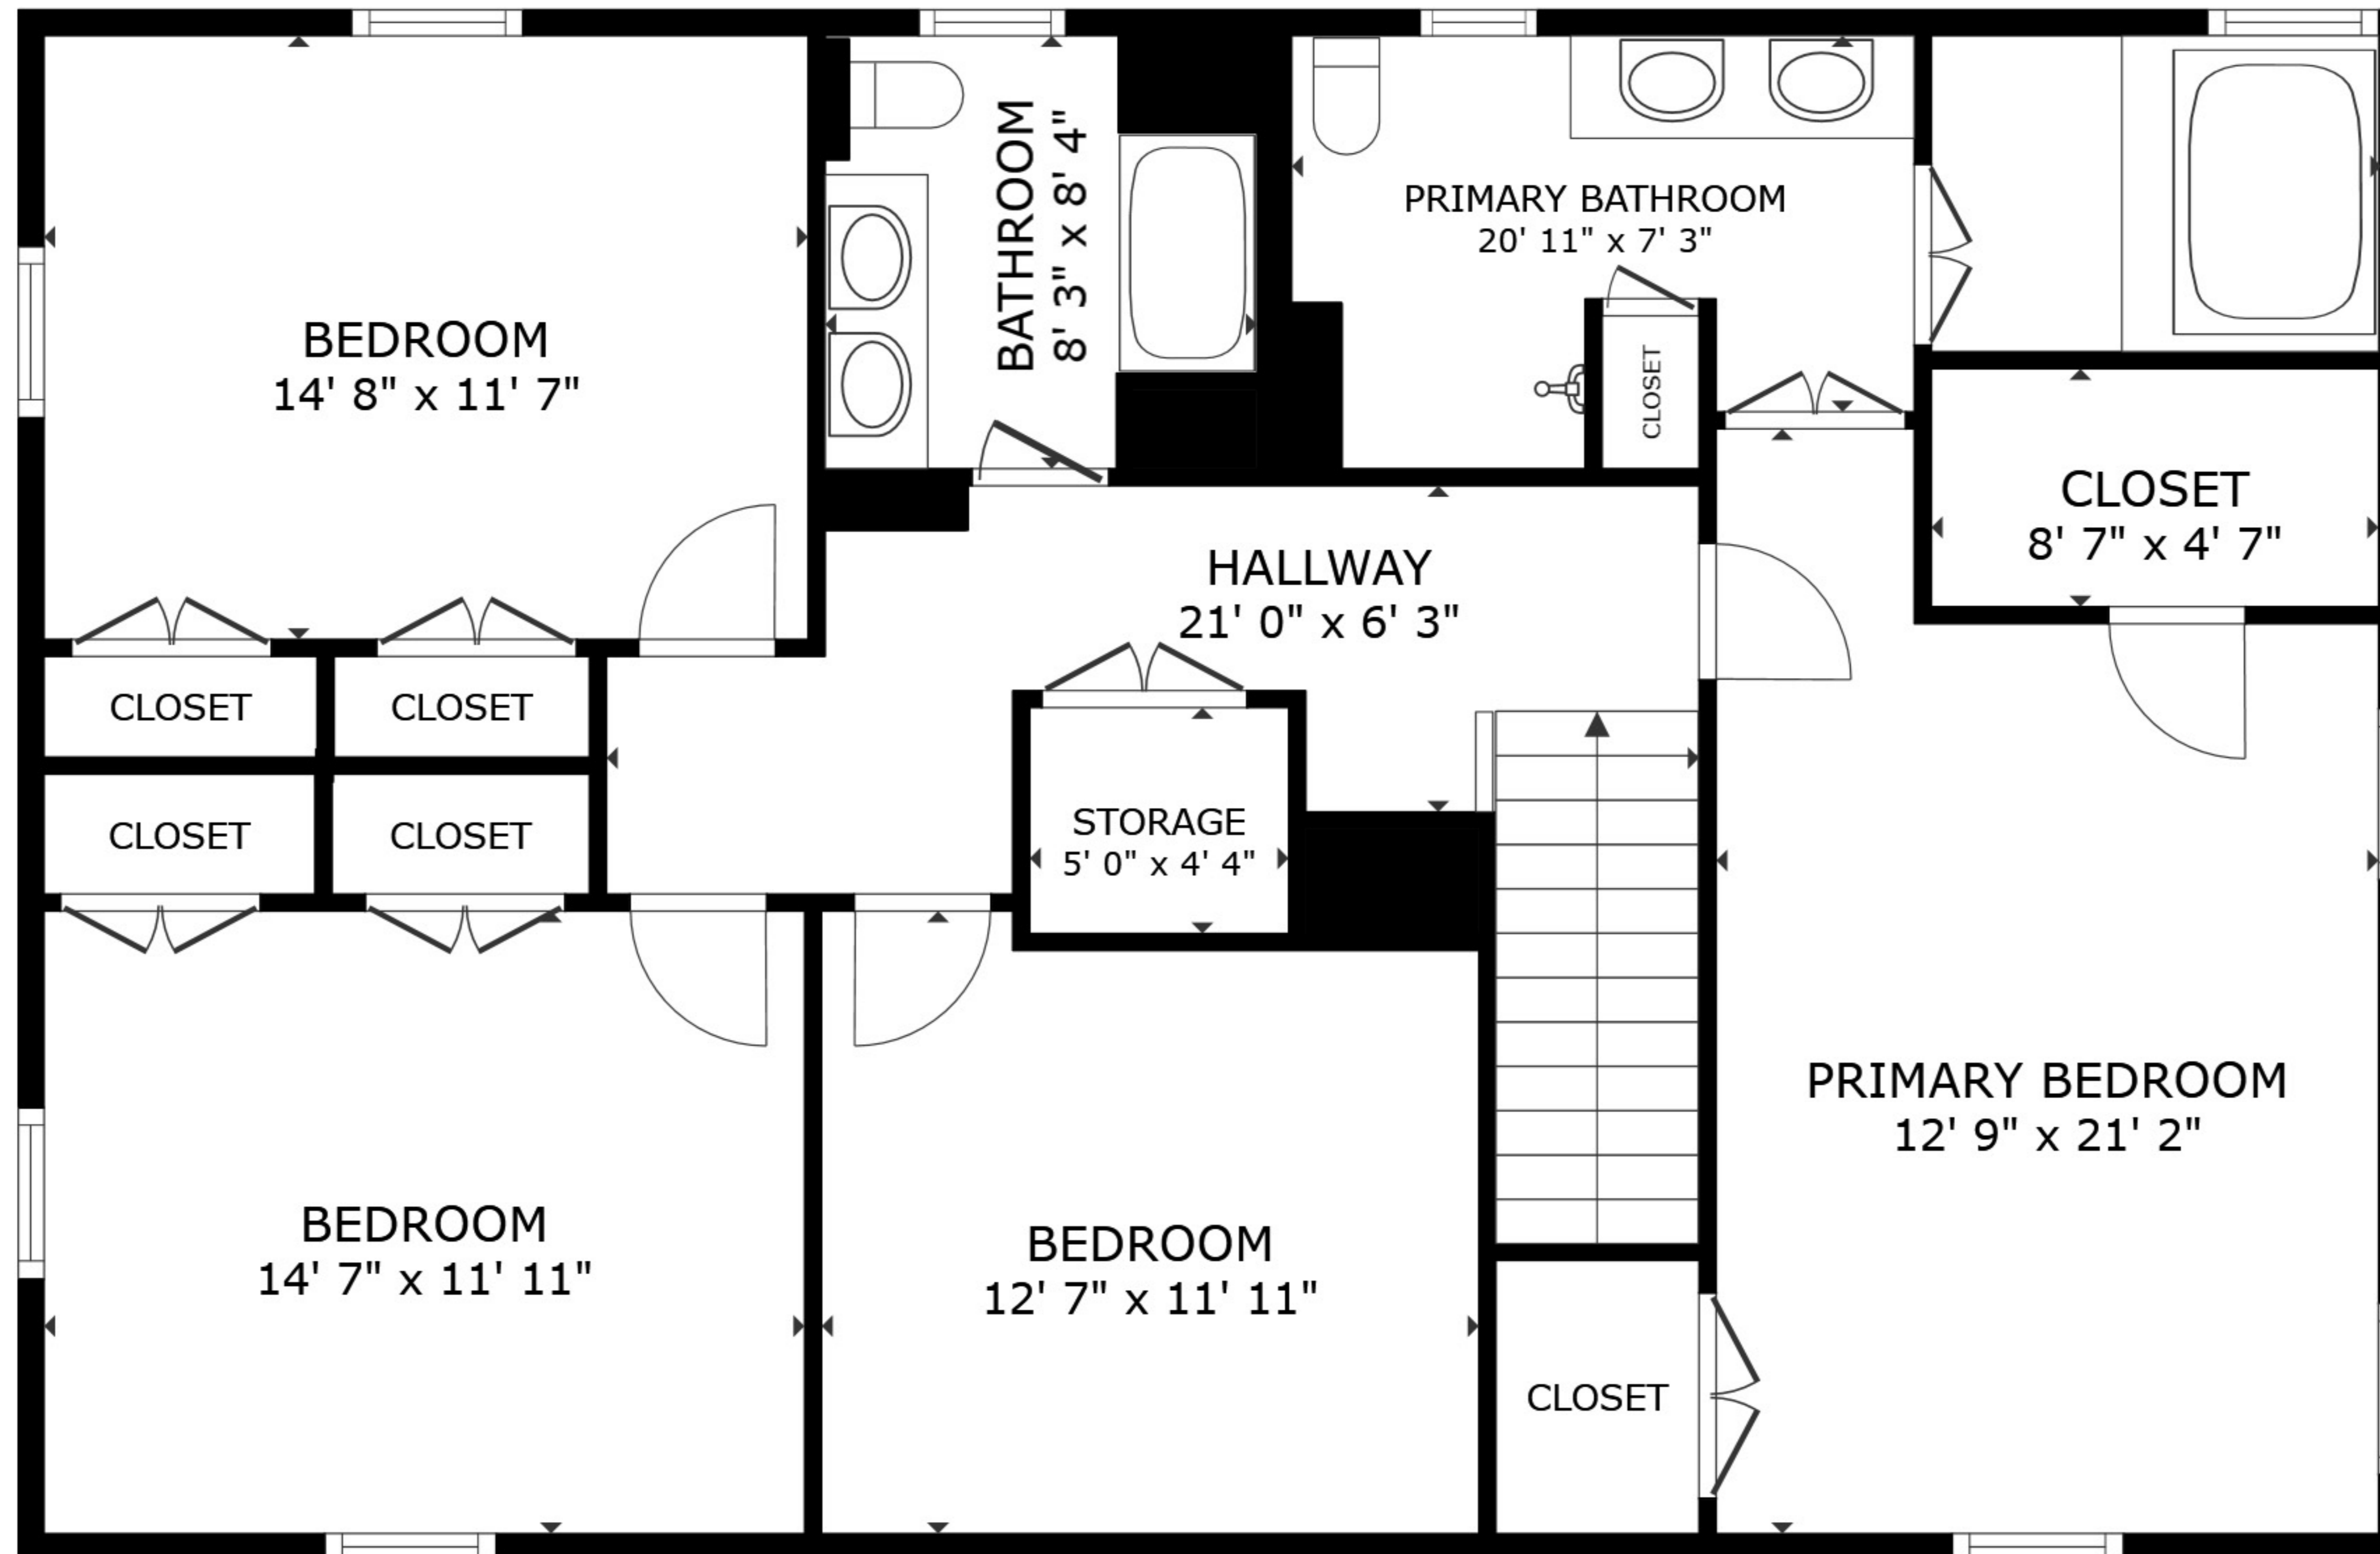 BATHROOM
8' 3" x 8' 4"
PRIMARY BATHROOM
20' 11" x 7' 3"
BEDROOM
14' 8" x 11' 7"
CLOSET
CLOSET
8' 7" x 4' 7"
HALLWAY
21' 0" x 6' 3"
CLOSET
CLOSET
CLOSET
CLOSET
STORAGE
5' 0" x 4' 4"
PRIMARY BEDROOM
12' 9" x 21' 2"
BEDROOM
14' 7" x 11' 11"
BEDROOM
12' 7" x 11' 11"
CLOSET